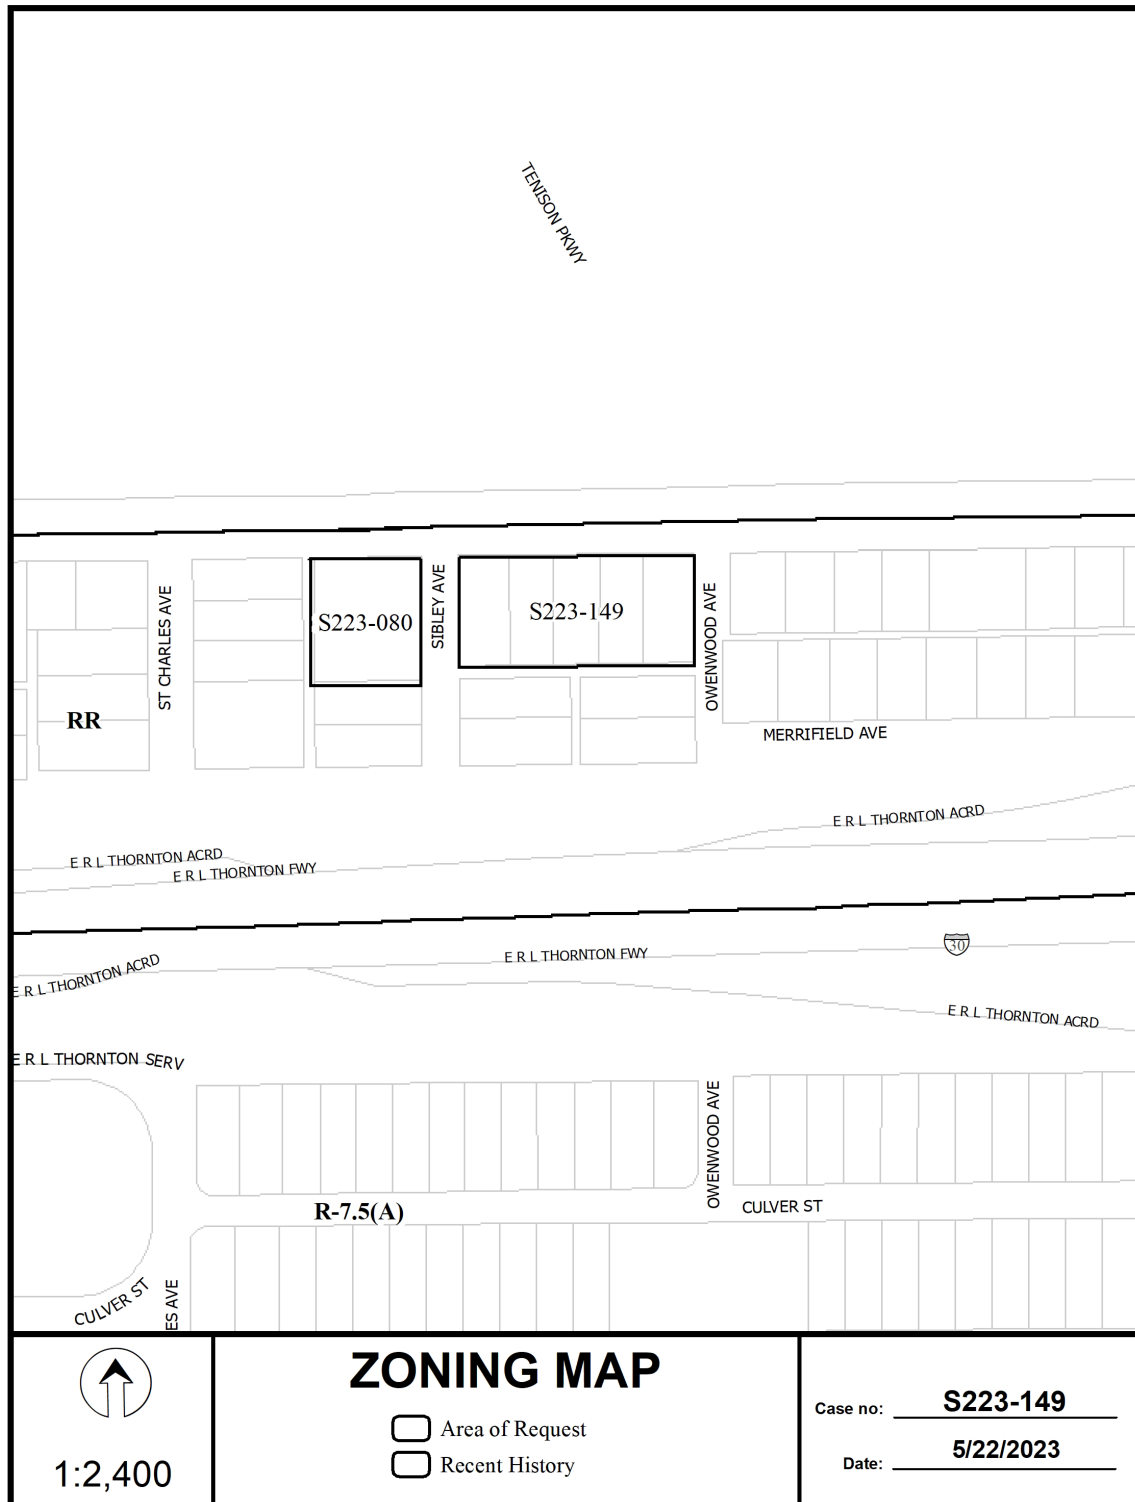 TENISON PKWY
S223-080
SIBLEY AVE
S223-149
ST CHARLES AVE
OWENWOOD AVE
RR
MERRIFIELD AVE
E R L THORNTON ACRD
E R L THORNTON ACRD
E R L THORNTON FWY
30
E R L THORNTON FWY
E R L THORNTON ACRD
E R L THORNTON ACRD
E R L THORNTON SERV
OWENWOOD AVE
R-7.5(A)
CULVER ST
CULVER ST
ES AVE
1:2,400
ZONING MAP
Area of Request
Recent History
Case no: S223-149
Date: 5/22/2023